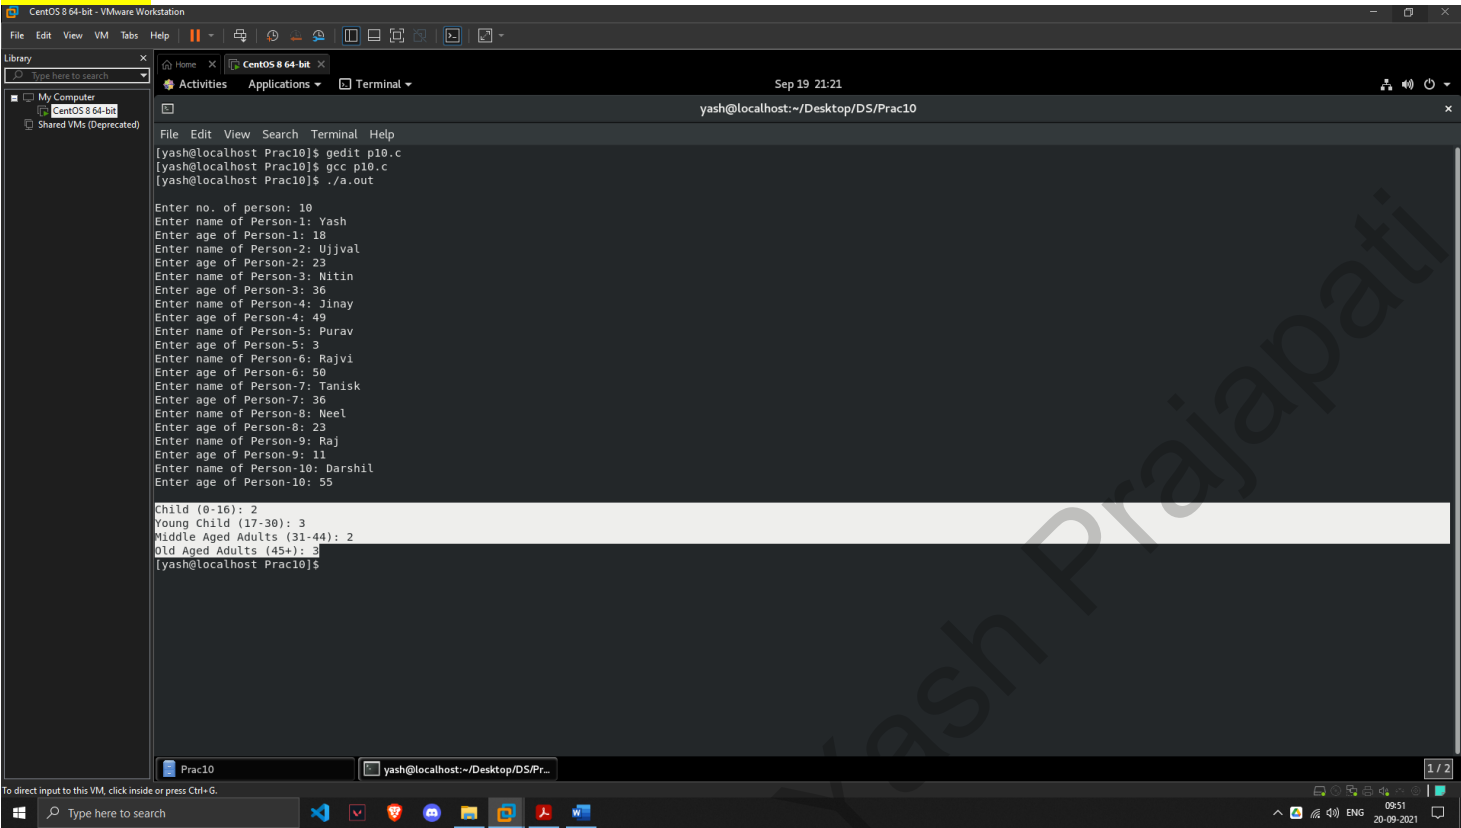 CentOS 8 64-bit - VMware Workstation
File Edit View VM Tabs Help
Library
Type here to search
My Computer
CentOS 8 64-bit
Shared VMs (Deprecated)
Home
CentOS 8 64-bit
Activities Applications Terminal Sep 19 21:21
yash@localhost:~/Desktop/DS/Prac10
File Edit View Search Terminal Help
[yash@localhost Prac10]$ gedit p10.c
[yash@localhost Prac10]$ gcc p10.c
[yash@localhost Prac10]$ ./a.out
Enter no. of person: 10
Enter name of Person-1: Yash
Enter age of Person-1: 18
Enter name of Person-2: Ujjval
Enter age of Person-2: 23
Enter name of Person-3: Nitin
Enter age of Person-3: 36
Enter name of Person-4: Jinay
Enter age of Person-4: 49
Enter name of Person-5: Purav
Enter age of Person-5: 3
Enter name of Person-6: Rajvi
Enter age of Person-6: 50
Enter name of Person-7: Tanisk
Enter age of Person-7: 36
Enter name of Person-8: Neel
Enter age of Person-8: 23
Enter name of Person-9: Raj
Enter age of Person-9: 11
Enter name of Person-10: Darshil
Enter age of Person-10: 55
Child (0-16): 2
Young Child (17-30): 3
Middle Aged Adults (31-44): 2
Old Aged Adults (45+): 3
[yash@localhost Prac10]$
Yash Prajapati
Prac10
yash@localhost:~/Desktop/DS/Pr...
1 / 2
To direct input to this VM, click inside or press Ctrl+G.
Type here to search
ENG
09:51
20-09-2021